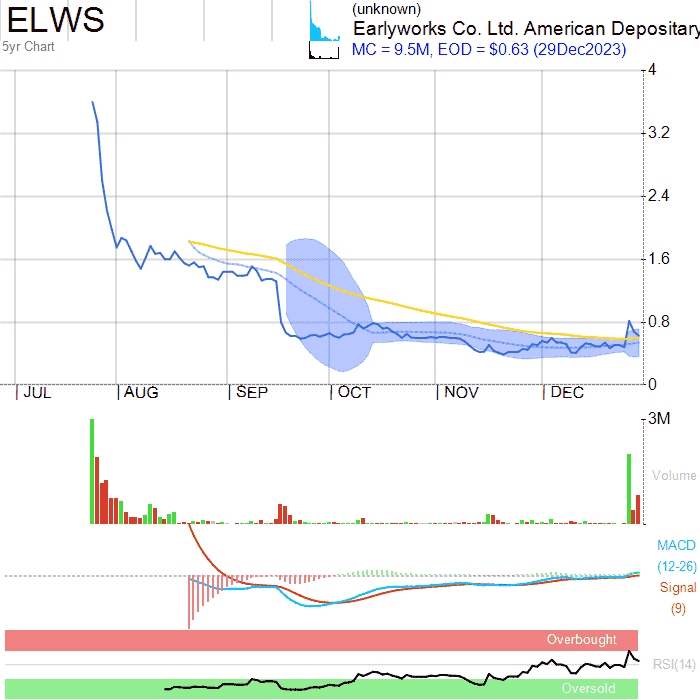 ELWS
5yr Chart
(unknown)
Earlyworks Co. Ltd. American Depositary
MC = 9.5M, EOD = $0.63 (29Dec2023)
4
3.2
2.4
1.6
0.8
0
JUL AUG SEP OCT NOV DEC
3M
Volume
MACD
(12-26)
Signal
(9)
Overbought
RSI(14)
Oversold